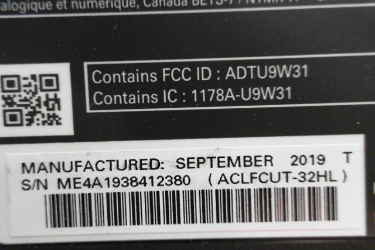 alogique et numérique, Canada
Contains FCC ID : ADTU9W31
Contains IC : 1178A-U9W31
MANUFACTURED: SEPTEMBER 2019 T
S/N ME4A1938412380 ( ACLFCUT-32HL )